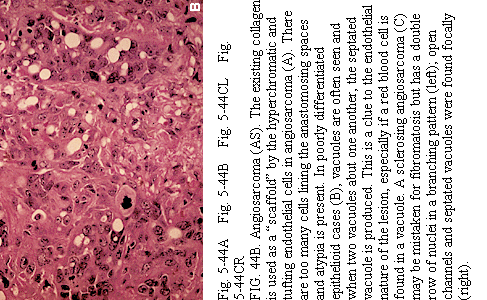 B
Fig. 5-44A Fig. 5-44B Fig. 5-44CL Fig.
5-44CR
FIG. 44B. Angiosarcoma (AS). The existing collagen
is used as a “scaffold” by the hyperchromatic and
tufting endothelial cells in angiosarcoma (A). There
are too many cells lining the anastomosing spaces
and atypia is present. In poorly differentiated
epithelioid cases (B), vacuoles are often seen and
when two vacuoles abut one another, the septated
vacuole is produced. This is a clue to the endothelial
nature of the lesion, especially if a red blood cell is
found in a vacuole. A sclerosing angiosarcoma (C)
may be mistaken for fibromatosis but has a double
row of nuclei in a branching pattern (left), open
channels and septated vacuoles were found focally
(right).